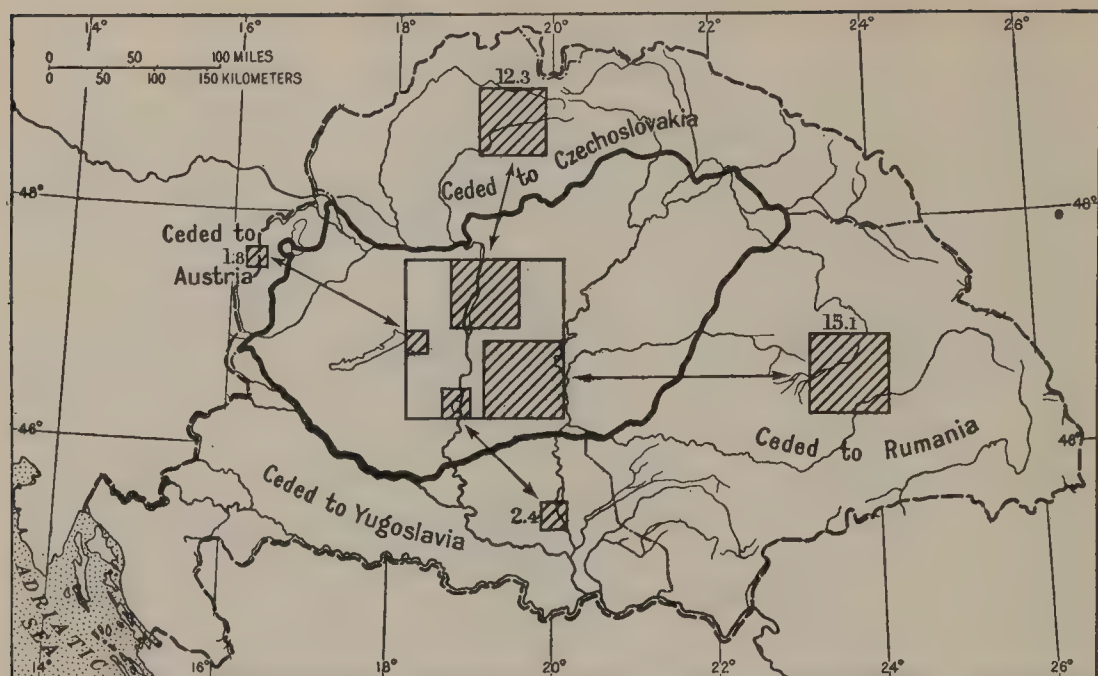 14° 16° 18° 20° 22° 24° 26°
0 50 100 MILES
0 50 100 150 KILOMETERS
12.3
Ceded to Czechoslovakia
48° 48°
Ceded to
1.8
Austria
15.1
46° 46°
Ceded to Rumania
Ceded to Yugoslavia
2.4
ADRIATIC
SEA
14° 16° 18° 20° 22° 24° 26°